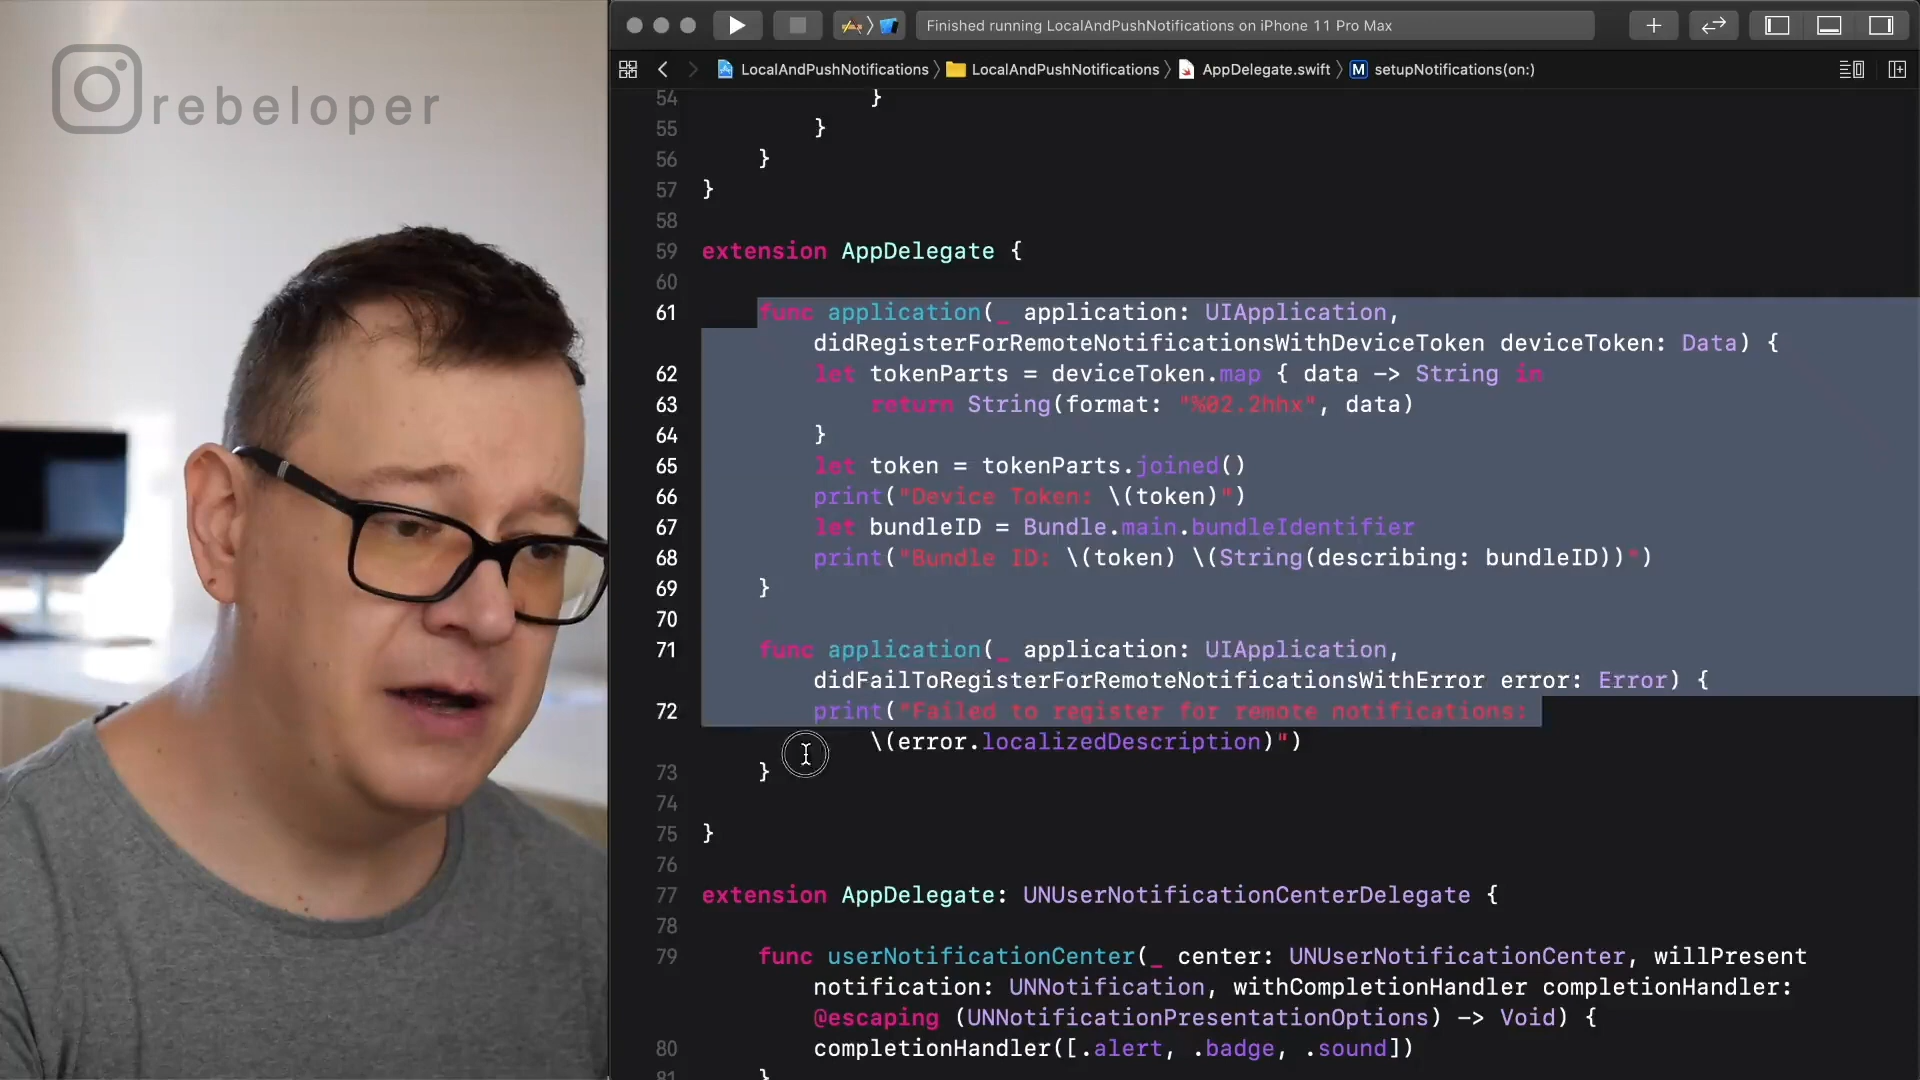 rebeloper
Finished running LocalAndPushNotifications on iPhone 11 Pro Max
LocalAndPushNotifications
LocalAndPushNotifications
AppDelegate.swift
M setupNotifications(on:)
54 }
55 }
56 }
57 }
58
59 extension AppDelegate {
60
61 func application(_ application: UIApplication,
didRegisterForRemoteNotificationsWithDeviceToken deviceToken: Data) {
62 let tokenParts = deviceToken.map { data -> String in
63 return String(format: "%02.2hhx", data)
64 }
65 let token = tokenParts.joined()
66 print("Device Token: \(token)")
67 let bundleID = Bundle.main.bundleIdentifier
68 print("Bundle ID: \(token) \(String(describing: bundleID))")
69 }
70
71 func application(_ application: UIApplication,
didFailToRegisterForRemoteNotificationsWithError error: Error) {
72 print("Failed to register for remote notifications:
\(error.localizedDescription)")
73 }
74
75 }
76
77 extension AppDelegate: UNUserNotificationCenterDelegate {
78
79 func userNotificationCenter(_ center: UNUserNotificationCenter, willPresent
notification: UNNotification, withCompletionHandler completionHandler:
@escaping (UNNotificationPresentationOptions) -> Void) {
80 completionHandler([.alert, .badge, .sound])
81 }